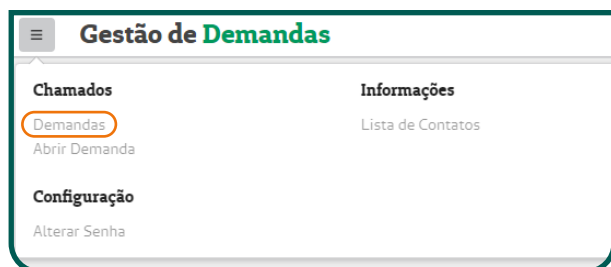 Gestão de Demandas
Chamados
Demandas
Abrir Demanda
Configuração
Alterar Senha
Informações
Lista de Contatos